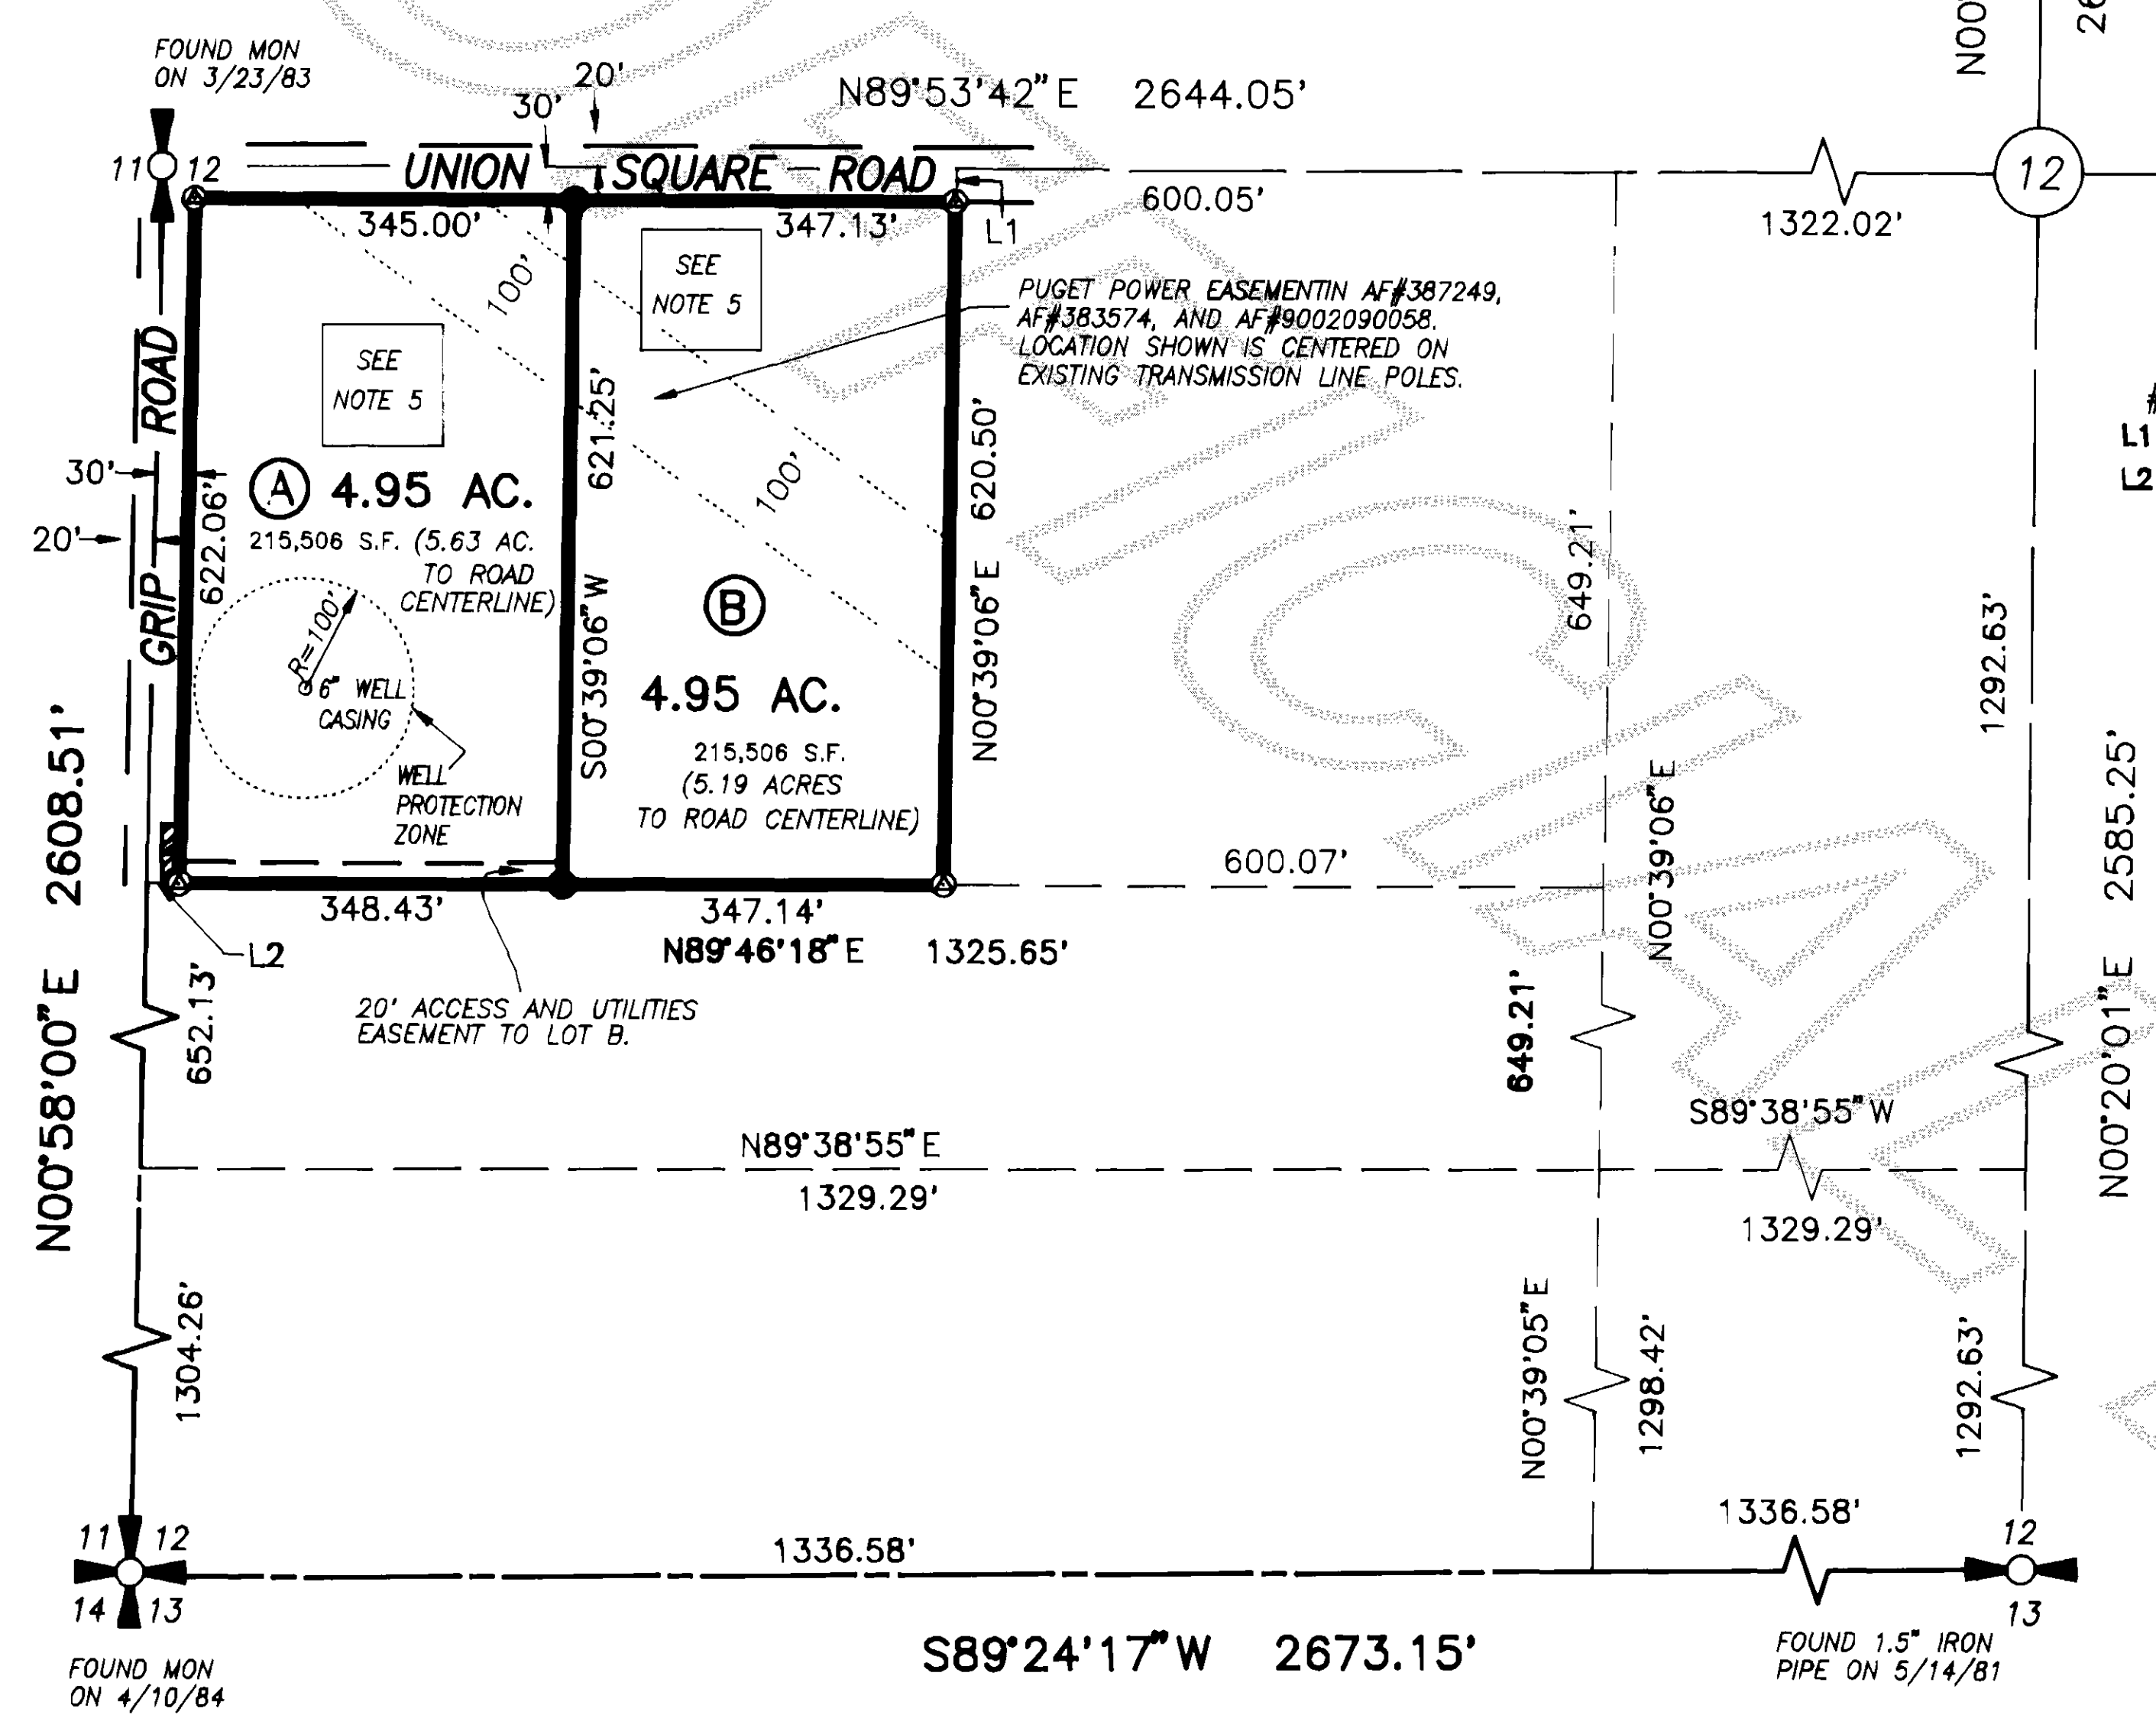 FOUND MON
ON 3/23/83
20'
30'
N89°53'42"E 2644.05'
N00°
26
11 12
UNION SQUARE ROAD
12
345.00'
347.13'
L1
600.05'
1322.02'
100'
SEE
NOTE 5
SEE
NOTE 5
PUGET POWER EASEMENTIN AF#387249,
AF#383574, AND AF#9002090058.
LOCATION SHOWN IS CENTERED ON
EXISTING TRANSMISSION LINE POLES.
GRIP ROAD
621.25'
S00°39'06"W
620.50'
N00°39'06"E
#
L1
L2
30'
20'
622.06'
A 4.95 AC.
215,506 S.F. (5.63 AC.
TO ROAD
CENTERLINE)
100'
649.21'
R=100'
6" WELL
CASING
WELL
PROTECTION
ZONE
B
4.95 AC.
215,506 S.F.
(5.19 ACRES
TO ROAD CENTERLINE)
1292.63'
N00°58'00"E 2608.51'
N00°39'06"E
N00°20'01"E 2585.25'
348.43'
347.14'
600.07'
N89°46'18"E 1325.65'
L2
652.13'
20' ACCESS AND UTILITIES
EASEMENT TO LOT B.
649.21'
S89°38'55"W
N89°38'55"E
1329.29'
1329.29'
1304.26'
N00°39'05"E
1298.42'
1292.63'
11 12
14 13
FOUND MON
ON 4/10/84
1336.58'
1336.58'
12
13
S89°24'17"W 2673.15'
FOUND 1.5" IRON
PIPE ON 5/14/81